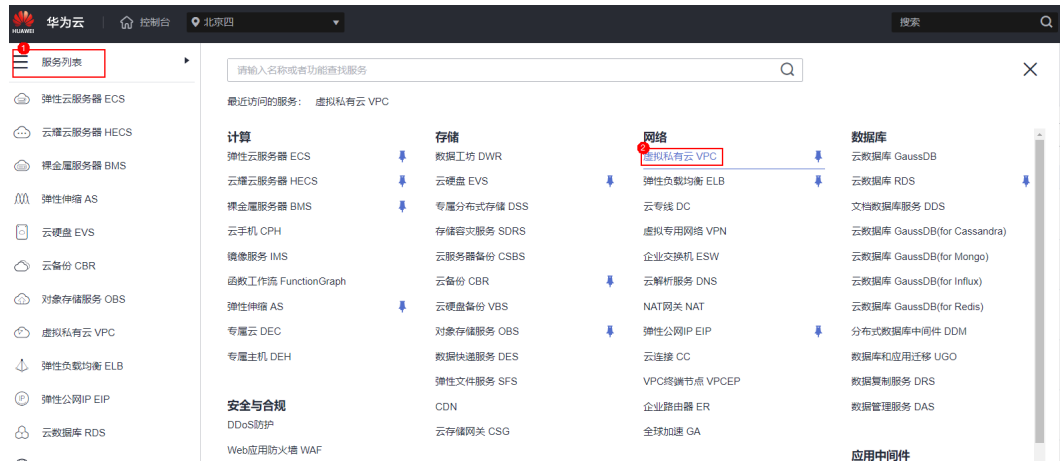 HUAWEI
华为云
控制台
北京四
搜索
1
服务列表
弹性云服务器 ECS
云耀云服务器 HECS
裸金属服务器 BMS
弹性伸缩 AS
云硬盘 EVS
云备份 CBR
对象存储服务 OBS
虚拟私有云 VPC
弹性负载均衡 ELB
弹性公网IP EIP
云数据库 RDS
请输入名称或者功能查找服务
最近访问的服务： 虚拟私有云 VPC
计算
弹性云服务器 ECS
云耀云服务器 HECS
裸金属服务器 BMS
云手机 CPH
镜像服务 IMS
函数工作流 FunctionGraph
弹性伸缩 AS
专属云 DEC
专属主机 DEH
安全与合规
DDoS防护
Web应用防火墙 WAF
存储
数据工坊 DWR
云硬盘 EVS
专属分布式存储 DSS
存储容灾服务 SDRS
云服务器备份 CSBS
云备份 CBR
云硬盘备份 VBS
对象存储服务 OBS
数据快递服务 DES
弹性文件服务 SFS
CDN
云存储网关 CSG
网络
2
虚拟私有云 VPC
弹性负载均衡 ELB
云专线 DC
虚拟专用网络 VPN
企业交换机 ESW
云解析服务 DNS
NAT网关 NAT
弹性公网IP EIP
云连接 CC
VPC终端节点 VPCEP
企业路由器 ER
全球加速 GA
数据库
云数据库 GaussDB
云数据库 RDS
文档数据库服务 DDS
云数据库 GaussDB(for Cassandra)
云数据库 GaussDB(for Mongo)
云数据库 GaussDB(for Influx)
云数据库 GaussDB(for Redis)
分布式数据库中间件 DDM
数据库和应用迁移 UGO
数据复制服务 DRS
数据管理服务 DAS
应用中间件